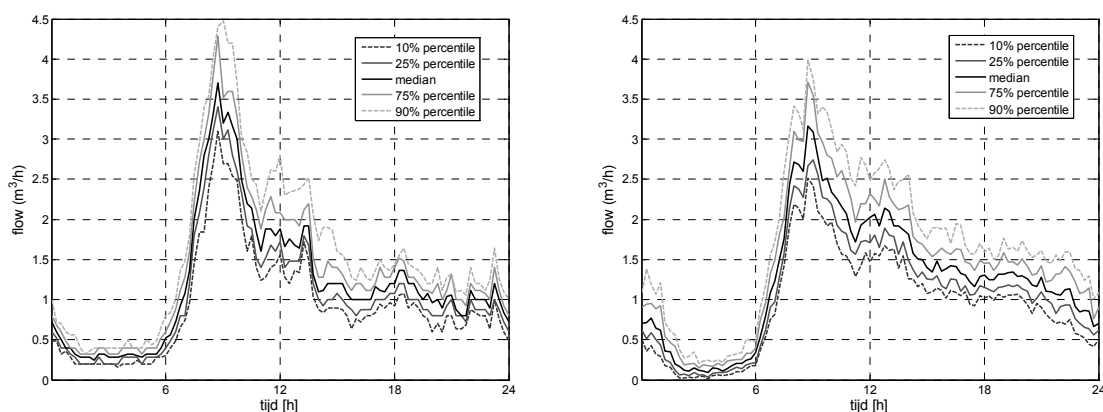 4.5
4
3.5
3
2.5
2
1.5
1
0.5
0
6
12
18
24
flow (m³/h)
tijd [h]
10% percentile
25% percentile
median
75% percentile
90% percentile
4.5
4
3.5
3
2.5
2
1.5
1
0.5
0
6
12
18
24
flow (m³/h)
tijd [h]
10% percentile
25% percentile
median
75% percentile
90% percentile